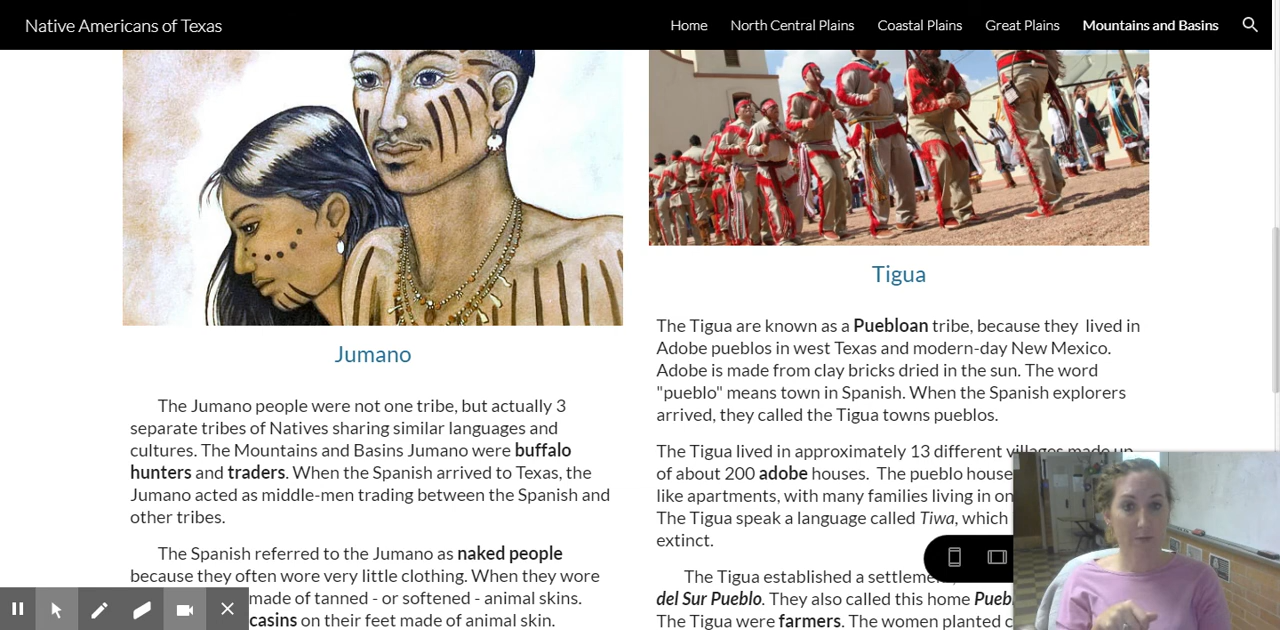 Native Americans of Texas
Home North Central Plains Coastal Plains Great Plains Mountains and Basins
Jumano
The Jumano people were not one tribe, but actually 3
separate tribes of Natives sharing similar languages and
cultures. The Mountains and Basins Jumano were buffalo
hunters and traders. When the Spanish arrived to Texas, the
Jumano acted as middle-men trading between the Spanish and
other tribes.
The Spanish referred to the Jumano as naked people
because they often wore very little clothing. When they wore
made of tanned - or softened - animal skins.
casins on their feet made of animal skin.
Tigua
The Tigua are known as a Puebloan tribe, because they lived in
Adobe pueblos in west Texas and modern-day New Mexico.
Adobe is made from clay bricks dried in the sun. The word
"pueblo" means town in Spanish. When the Spanish explorers
arrived, they called the Tigua towns pueblos.
The Tigua lived in approximately 13 different villages made up
of about 200 adobe houses. The pueblo house
like apartments, with many families living in on
The Tigua speak a language called Tiwa, which
extinct.
The Tigua established a settleme
del Sur Pueblo. They also called this home Pueb
The Tigua were farmers. The women planted c